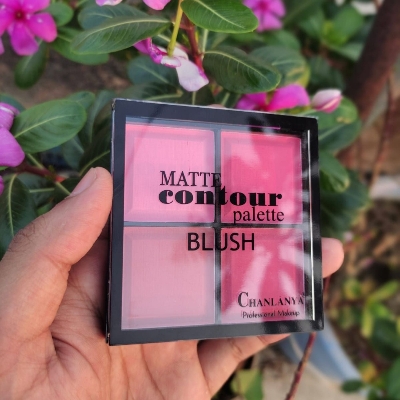 MATTE
contour
palette
BLUSH
CHANLANYA
Professional Makeup